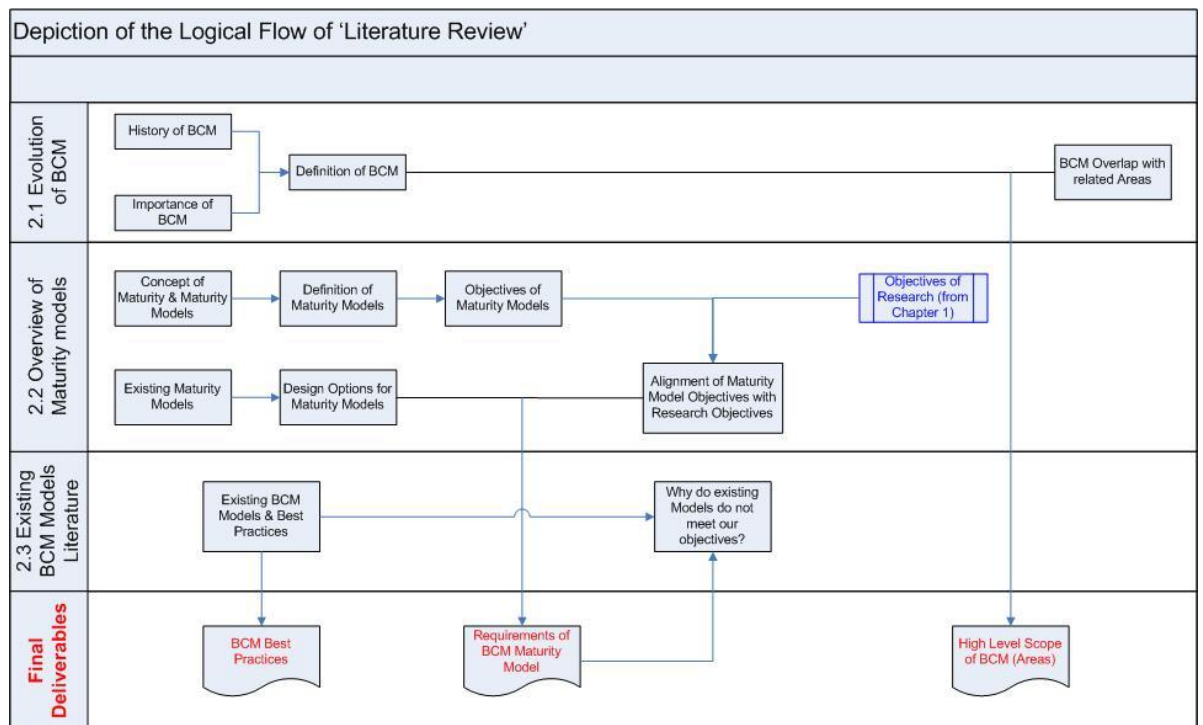 Depiction of the Logical Flow of ‘Literature Review’
2.1 Evolution
of BCM
History of BCM
Importance of
BCM
Definition of BCM
BCM Overlap with
related Areas
2.2 Overview of
Maturity models
Concept of
Maturity & Maturity
Models
Definition of
Maturity Models
Objectives of
Maturity Models
Objectives of
Research (from
Chapter 1)
Existing Maturity
Models
Design Options for
Maturity Models
Alignment of Maturity
Model Objectives with
Research Objectives
2.3 Existing
BCM Models
Literature
Existing BCM
Models & Best
Practices
Why do existing
Models do not
meet our
objectives?
Final
Deliverables
BCM Best
Practices
Requirements of
BCM Maturity
Model
High Level Scope
of BCM (Areas)